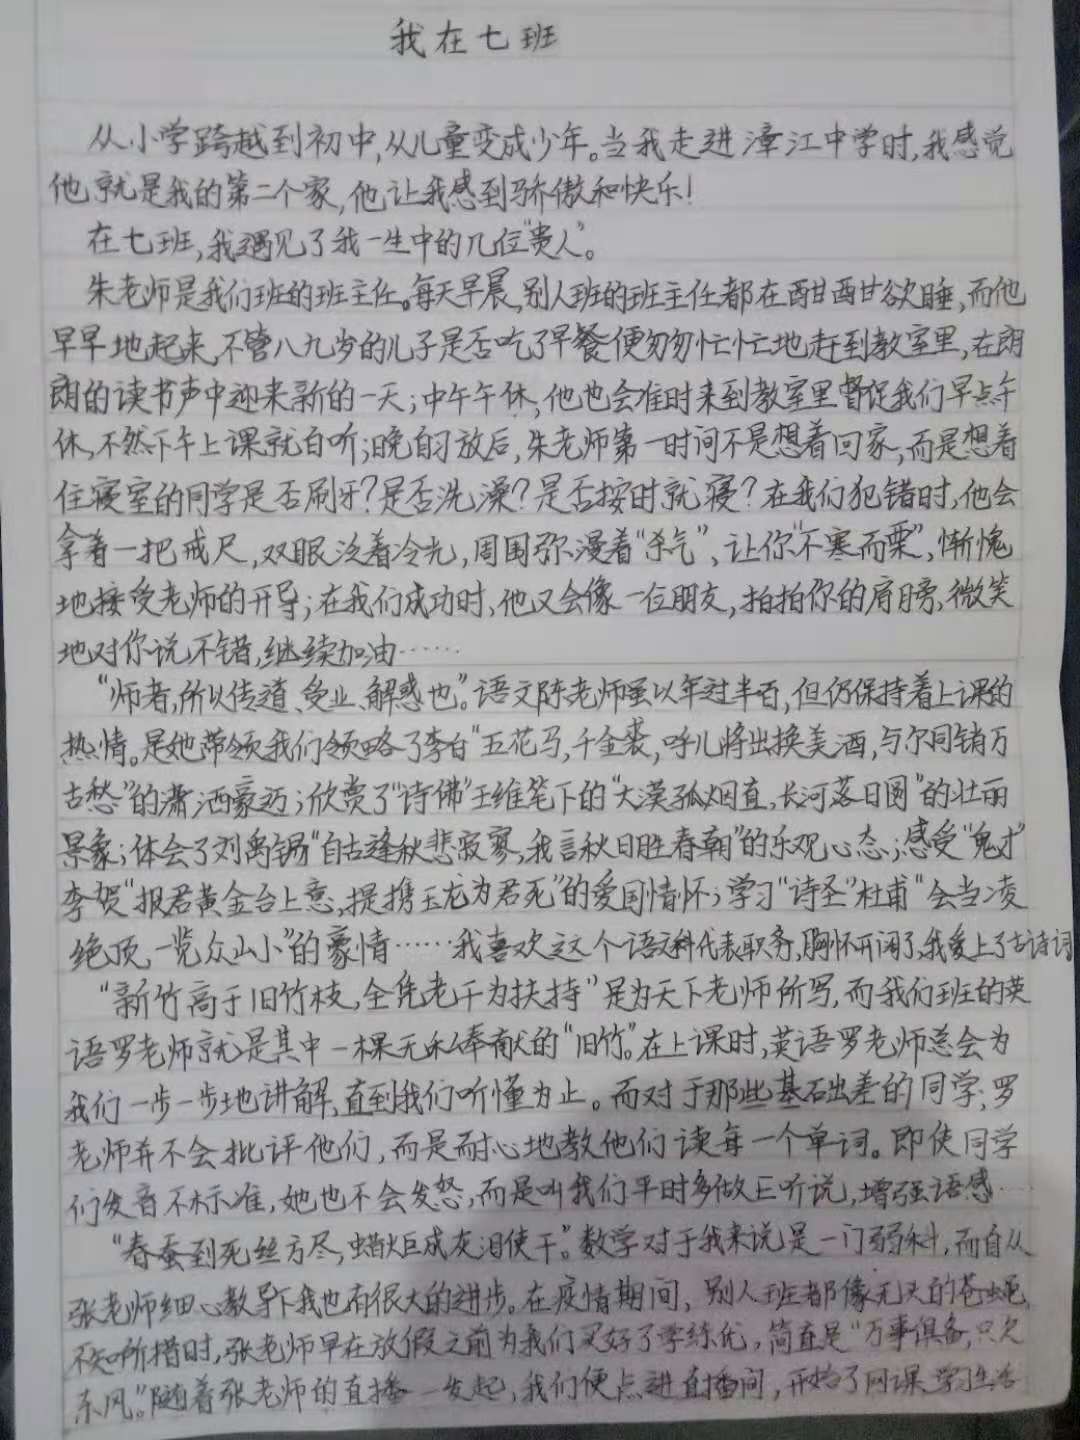 我在七班
从小学跨越到初中,从儿童变成少年。当我走进漳江中学时,我感觉
他就是我的第二个家,他让我感到骄傲和快乐!
在七班,我遇见了我一生中的几位“贵人”。
朱老师是我们班的班主任。每天早晨,别人班的班主任都在酣酣欲睡,而他
早早地起来,不管八九岁的儿子是否吃了早餐便匆匆忙忙地赶到教室里,在朗
朗的读书声中迎来新的一天;中午午休,他也会准时来到教室里督促我们早点午
休,不然下午上课就白听;晚自习放后,朱老师第一时间不是想着回家,而是想着
住寝室的同学是否刷牙?是否洗澡?是否按时就寝?在我们犯错时,他会
拿着一把戒尺,双眼泛着冷光,周围弥漫着“杀气”,让你“不寒而栗”,惭愧
地接受老师的开导;在我们成功时,他又会像一位朋友,拍拍你的肩膀,微笑
地对你说不错,继续加油……
“师者,所以传道、受业、解惑也。”语文陈老师虽以年过半百,但仍保持着上课的
热情。是她带领我们领略了李白“五花马,千金裘,呼儿将出换美酒,与尔同销万
古愁”的潇洒豪迈;欣赏了“诗佛”王维笔下的“大漠孤烟直,长河落日圆”的壮丽
景象;体会了刘禹锡“自古逢秋悲寂寥,我言秋日胜春朝”的乐观心态;感受“鬼才”
李贺“报君黄金台上意,提携玉龙为君死”的爱国情怀;学习“诗圣”杜甫“会当凌
绝顶,一览众山小”的豪情……我喜欢这个语文科代表职务,胸怀开阔了,我爱上了古诗词
“新竹高于旧竹枝,全凭老干为扶持”是为天下老师所写,而我们班的英
语罗老师就是其中一棵无私奉献的“旧竹”。在上课时,英语罗老师总会为
我们一步一步地讲解,直到我们听懂为止。而对于那些基础差的同学,罗
老师并不会批评他们,而是耐心地教他们读每一个单词。即使同学
们发音不标准,她也不会发怒,而是叫我们平时多做巨听说,增强语感……
“春蚕到死丝方尽,蜡炬成灰泪使干。”数学对于我来说是一门弱科,而自从
张老师细心教导下我也有很大的进步。在疫情期间,别人班都像无头的苍蝇,
不知所措时,张老师早在放假之前为我们买好了学练优,简直是“万事俱备,只欠
东风。”随着张老师的直播一发起,我们便点进直播间,开始了网课学习生活